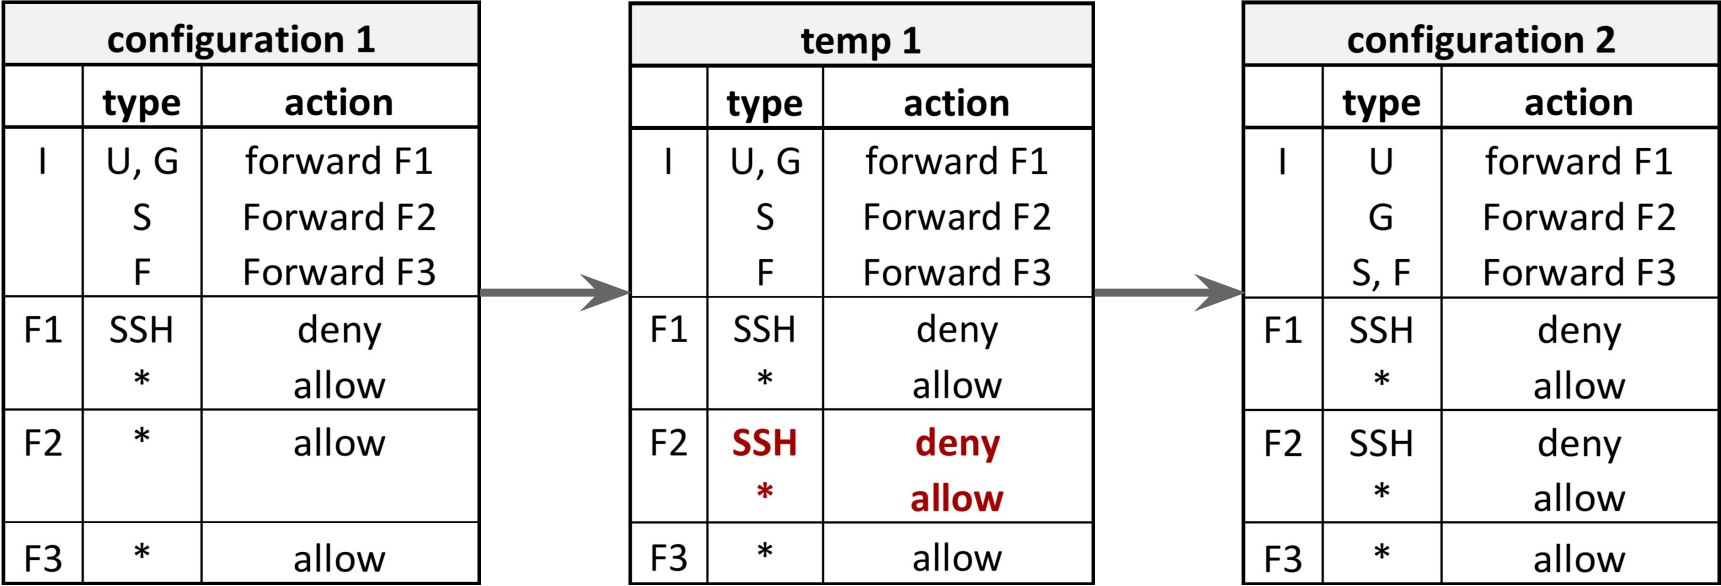 configuration 1
type action
I U, G forward F1
S Forward F2
F Forward F3
F1 SSH deny
* allow
F2 * allow
F3 * allow
temp 1
type action
I U, G forward F1
S Forward F2
F Forward F3
F1 SSH deny
* allow
F2 SSH deny
* allow
F3 * allow
configuration 2
type action
I U forward F1
G Forward F2
S, F Forward F3
F1 SSH deny
* allow
F2 SSH deny
* allow
F3 * allow